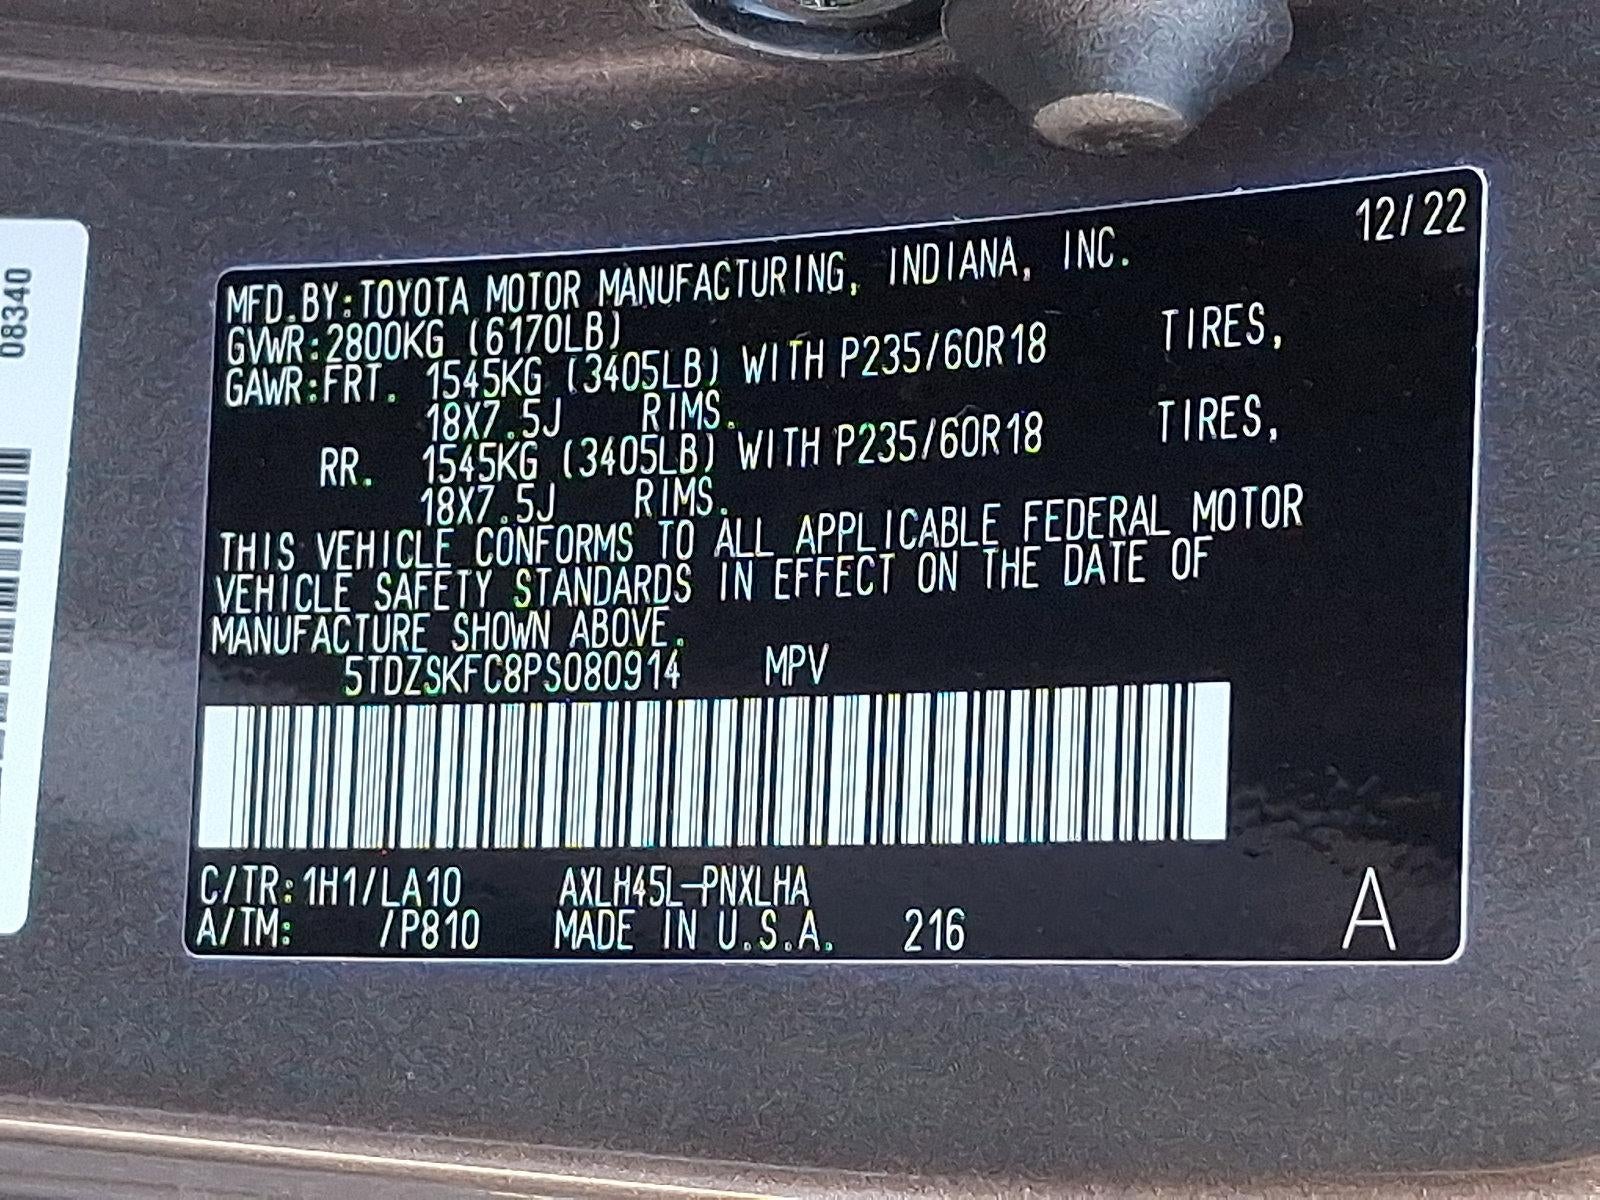 12/22
MFD.BY:TOYOTA MOTOR MANUFACTURING, INDIANA, INC.
GVWR:2800KG (6170LB)
GAWR:FRT. 1545KG (3405LB) WITH P235/60R18 TIRES,
18X7.5J RIMS.
RR. 1545KG (3405LB) WITH P235/60R18 TIRES,
18X7.5J RIMS.
THIS VEHICLE CONFORMS TO ALL APPLICABLE FEDERAL MOTOR
VEHICLE SAFETY STANDARDS IN EFFECT ON THE DATE OF
MANUFACTURE SHOWN ABOVE.
5TDZSKFC8PS080914 MPV
C/TR:1H1/LA10 AXLH45L-PNXLHA
A/TM: /P810 MADE IN U.S.A. 216 A
08340